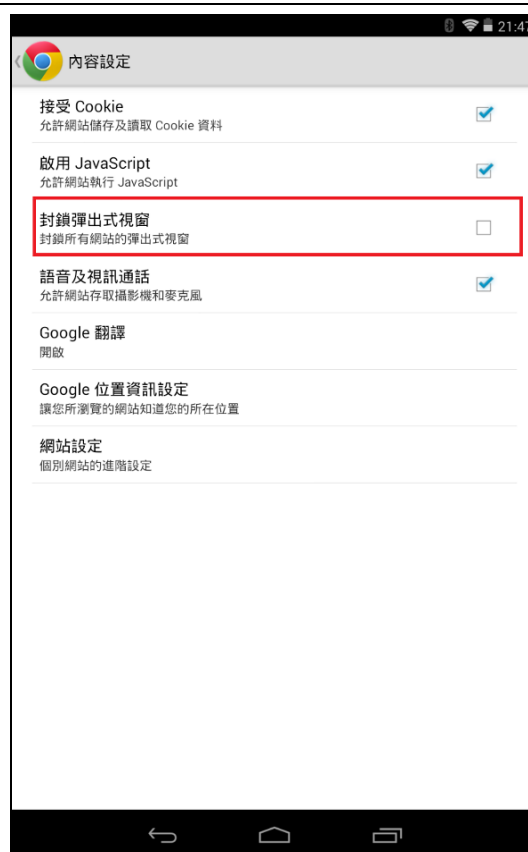 21:47
內容設定
接受 Cookie
允許網站儲存及讀取 Cookie 資料
啟用 JavaScript
允許網站執行 JavaScript
封鎖彈出式視窗
封鎖所有網站的彈出式視窗
語音及視訊通話
允許網站存取攝影機和麥克風
Google 翻譯
開啟
Google 位置資訊設定
讓您所瀏覽的網站知道您的所在位置
網站設定
個別網站的進階設定